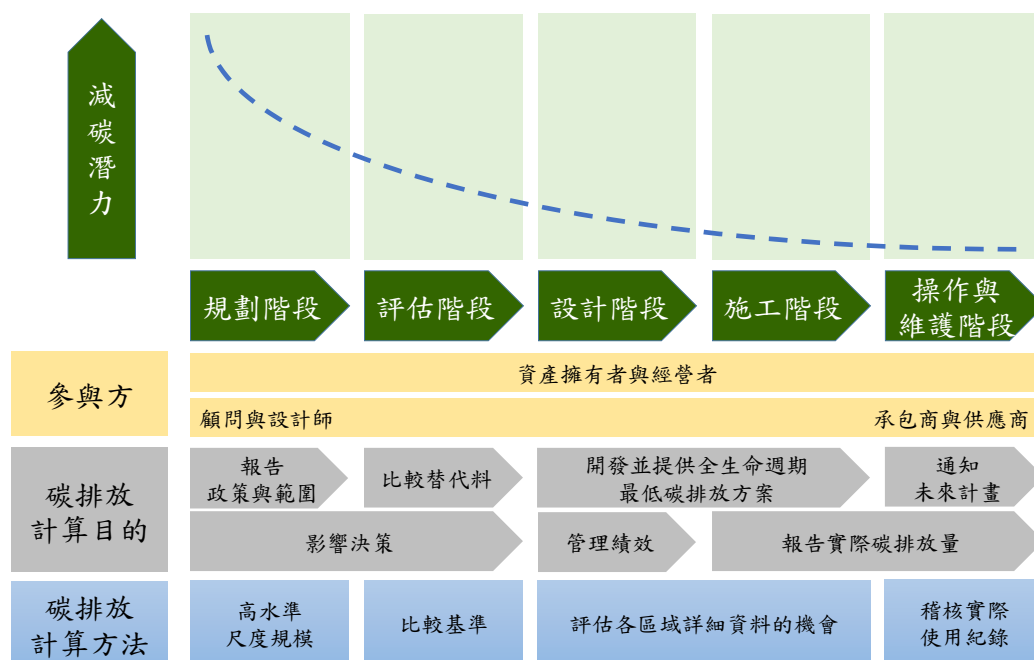 減
碳
潛
力
規劃階段
評估階段
設計階段
施工階段
操作與
維護階段
參與方
資產擁有者與經營者
顧問與設計師
承包商與供應商
碳排放
計算目的
報告
政策與範圍
比較替代料
開發並提供全生命週期
最低碳排放方案
通知
未來計畫
影響決策
管理績效
報告實際碳排放量
碳排放
計算方法
高水準
尺度規模
比較基準
評估各區域詳細資料的機會
稽核實際
使用紀錄